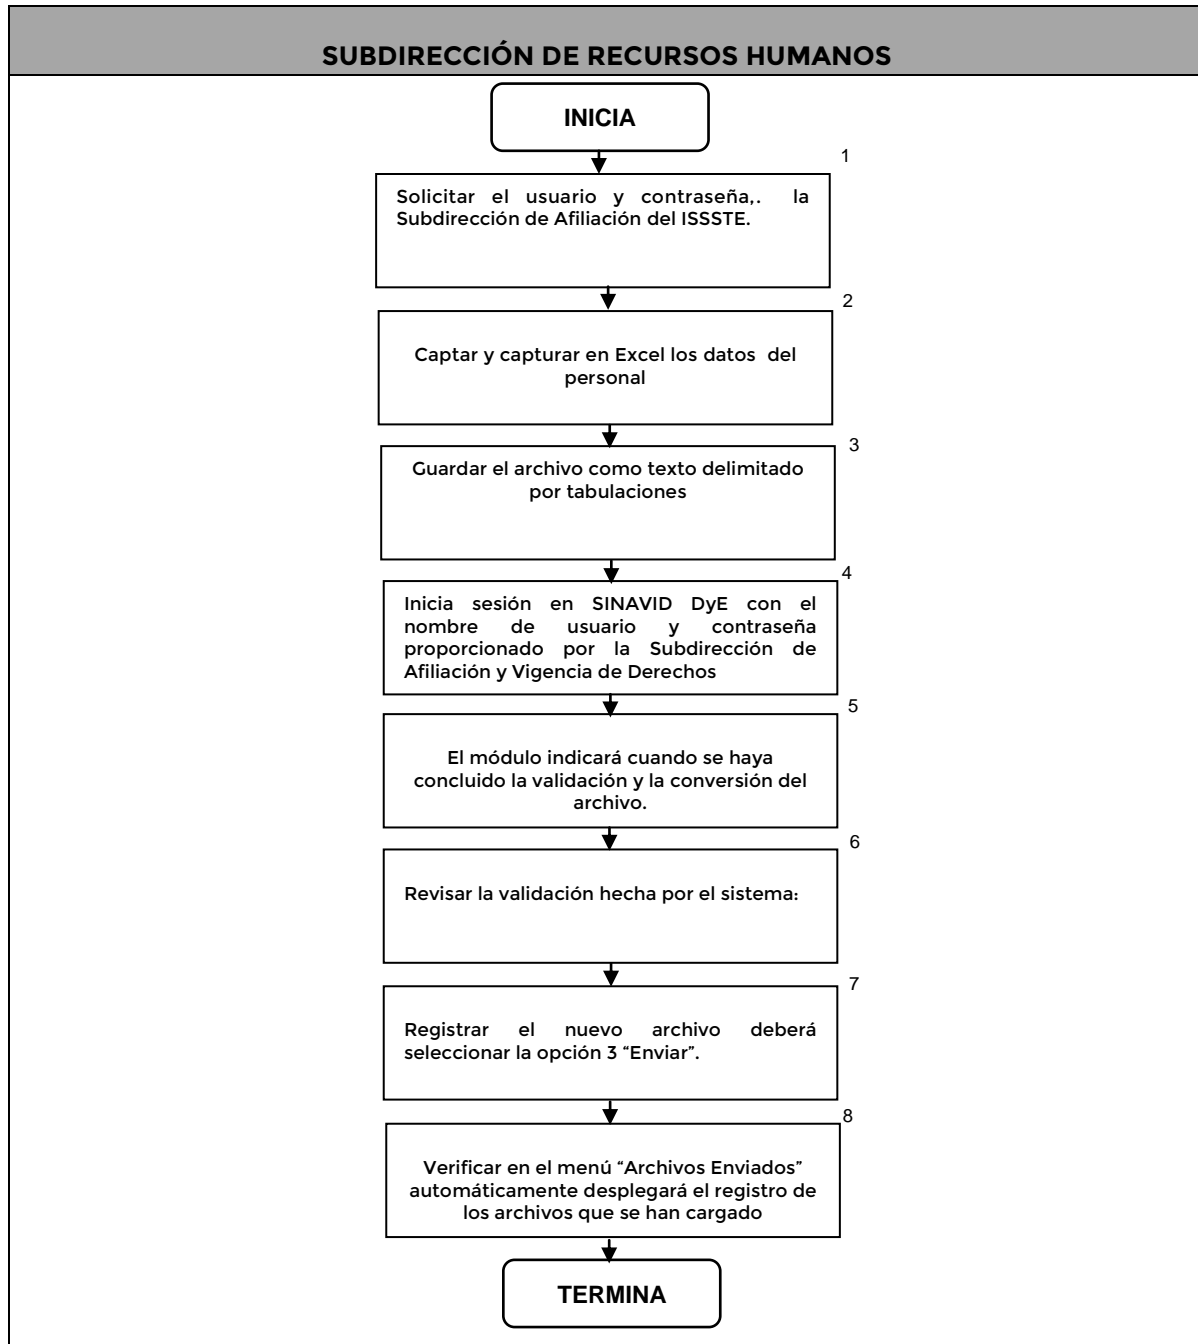 SUBDIRECCIÓN DE RECURSOS HUMANOS
INICIA
1
Solicitar el usuario y contraseña,. la
Subdirección de Afiliación del ISSSTE.
2
Captar y capturar en Excel los datos del
personal
3
Guardar el archivo como texto delimitado
por tabulaciones
4
Inicia sesión en SINAVID DyE con el
nombre de usuario y contraseña
proporcionado por la Subdirección de
Afiliación y Vigencia de Derechos
5
El módulo indicará cuando se haya
concluido la validación y la conversión del
archivo.
6
Revisar la validación hecha por el sistema:
7
Registrar el nuevo archivo deberá
seleccionar la opción 3 “Enviar”.
8
Verificar en el menú “Archivos Enviados”
automáticamente desplegará el registro de
los archivos que se han cargado
TERMINA